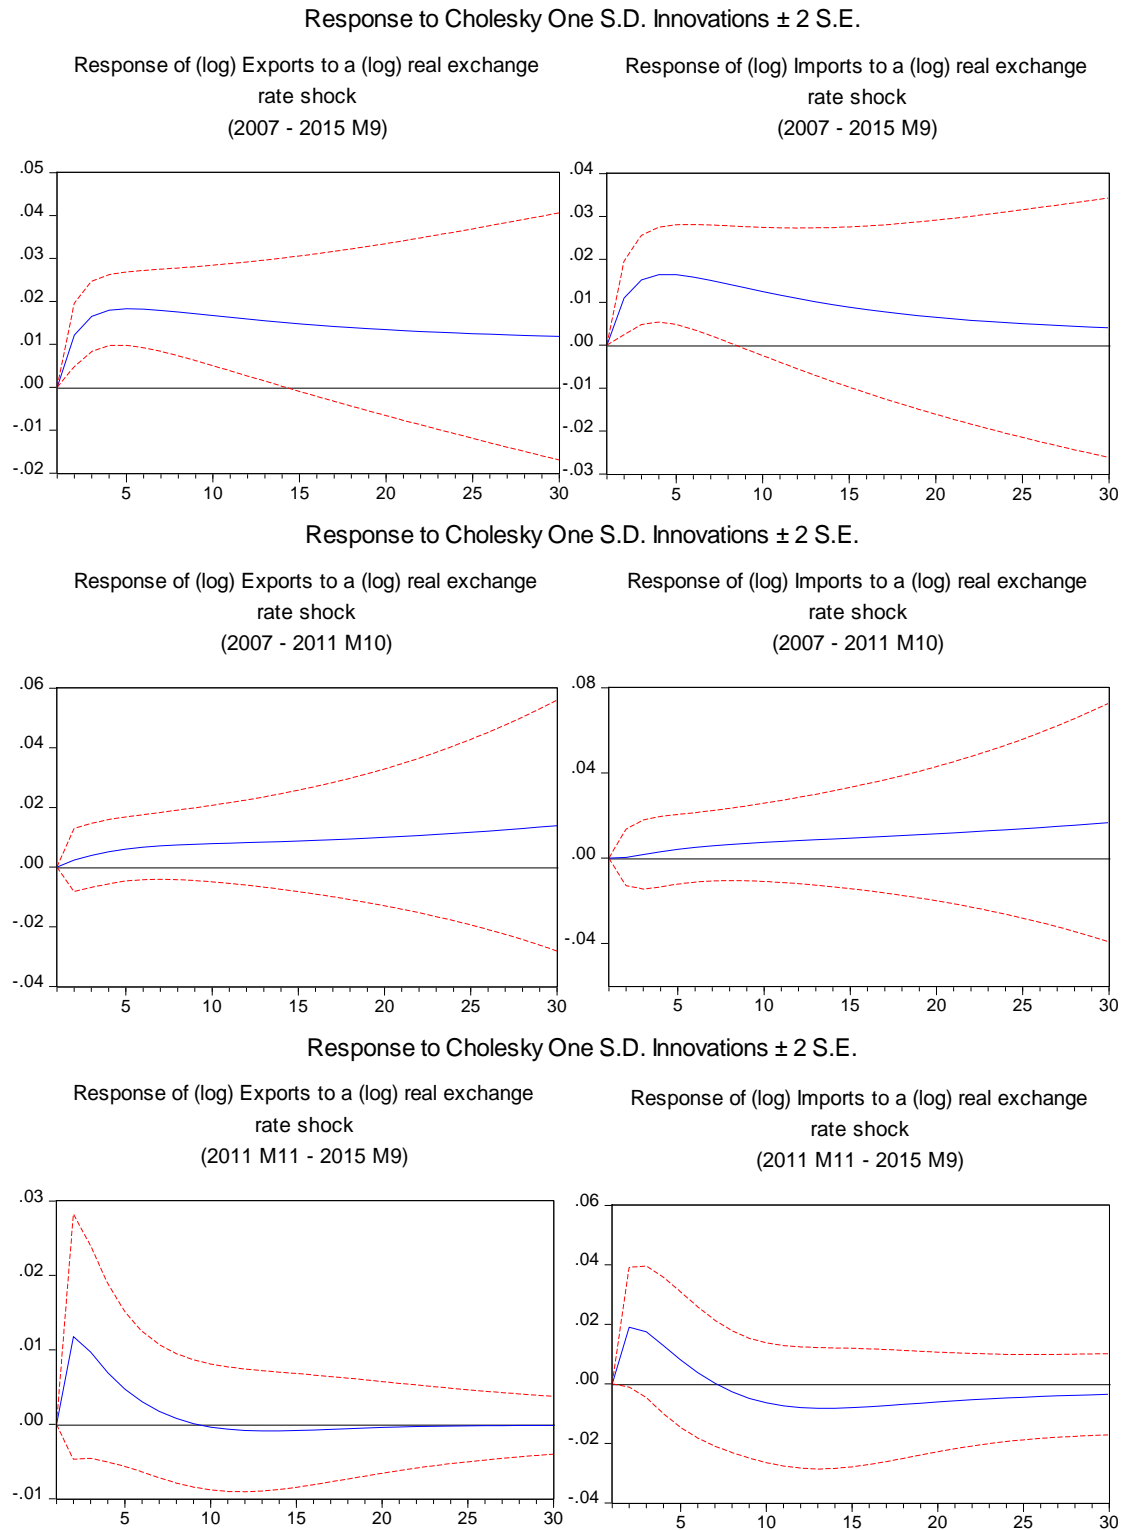 Response to Cholesky One S.D. Innovations ± 2 S.E.
Response of (log) Exports to a (log) real exchange
rate shock
(2007 - 2015 M9)
.05
.04
.03
.02
.01
.00
-.01
-.02
5 10 15 20 25 30
Response of (log) Imports to a (log) real exchange
rate shock
(2007 - 2015 M9)
.04
.03
.02
.01
.00
-.01
-.02
-.03
5 10 15 20 25 30
Response to Cholesky One S.D. Innovations ± 2 S.E.
Response of (log) Exports to a (log) real exchange
rate shock
(2007 - 2011 M10)
.06
.04
.02
.00
-.02
-.04
5 10 15 20 25 30
Response of (log) Imports to a (log) real exchange
rate shock
(2007 - 2011 M10)
.08
.04
.00
-.04
5 10 15 20 25 30
Response to Cholesky One S.D. Innovations ± 2 S.E.
Response of (log) Exports to a (log) real exchange
rate shock
(2011 M11 - 2015 M9)
.03
.02
.01
.00
-.01
5 10 15 20 25 30
Response of (log) Imports to a (log) real exchange
rate shock
(2011 M11 - 2015 M9)
.06
.04
.02
.00
-.02
-.04
5 10 15 20 25 30